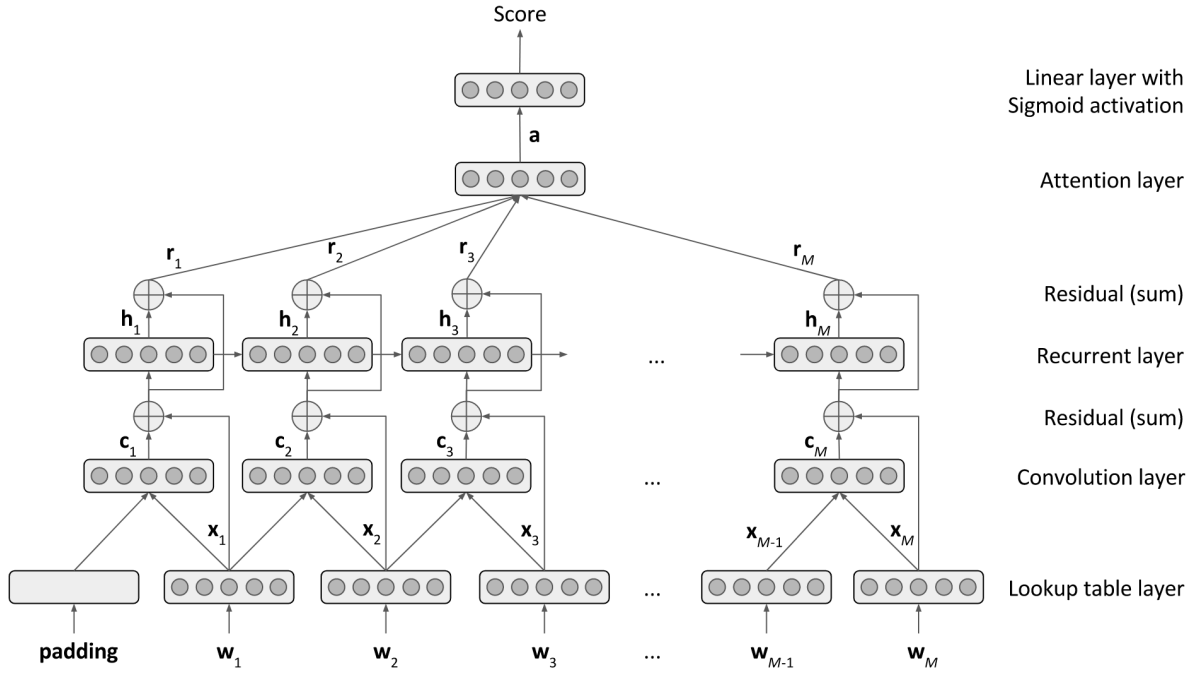 Score
Linear layer with
Sigmoid activation
a
Attention layer
r1 r2 r3 rM
Residual (sum)
h1 h2 h3 hM
... Recurrent layer
Residual (sum)
c1 c2 c3 cM
... Convolution layer
x1 x2 x3 xM-1 xM
... Lookup table layer
padding w1 w2 w3 ... wM-1 wM